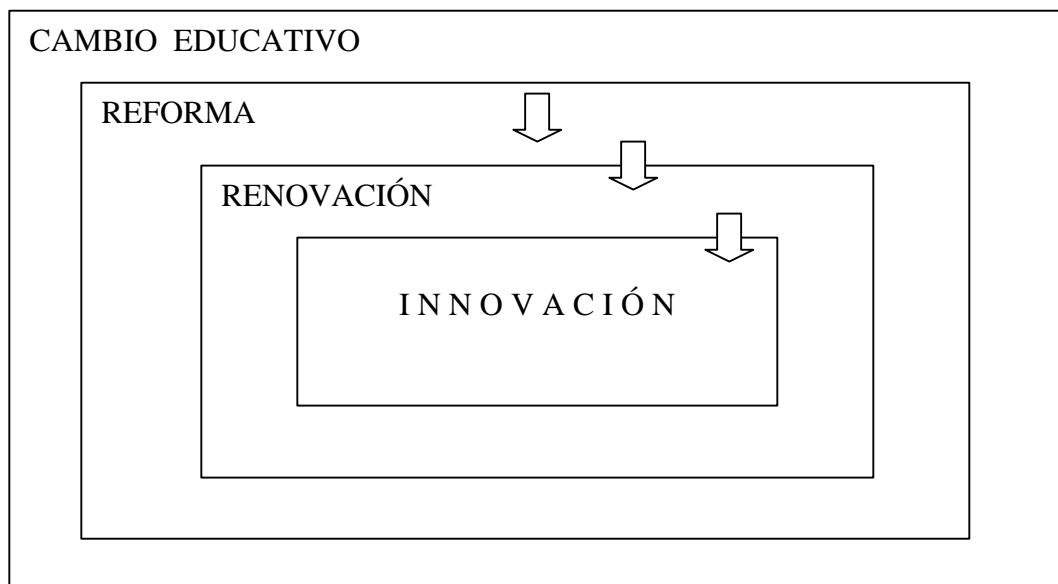 CAMBIO EDUCATIVO
REFORMA
RENOVACIÓN
I N N O V A C I Ó N